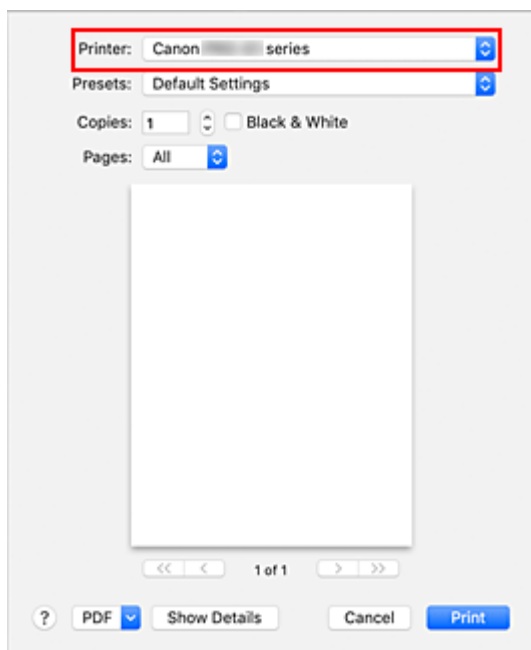 Printer: Canon series
Presets: Default Settings
Copies: 1 Black & White
Pages: All
<< < 1 of 1 > >>
? PDF Show Details Cancel Print